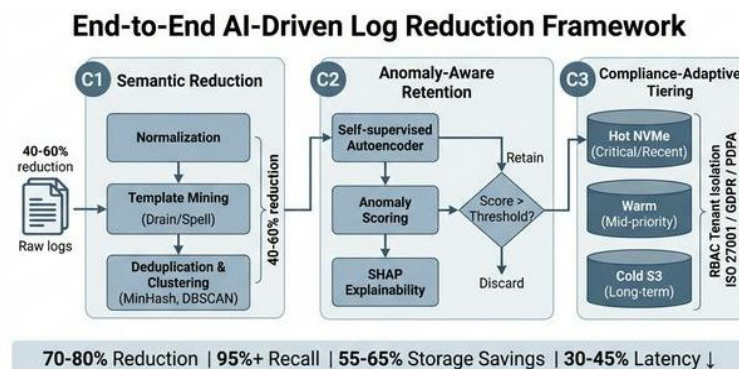 End-to-End AI-Driven Log Reduction Framework
C1 Semantic Reduction
40-60%
reduction
Raw logs
Normalization
Template Mining
(Drain/Spell)
Deduplication &
Clustering
(MinHash, DBSCAN)
40-60% reduction
C2 Anomaly-Aware
Retention
Self-supervised
Autoencoder
Anomaly
Scoring
SHAP
Explainability
Retain
Score >
Threshold?
Discard
C3 Compliance-Adaptive
Tiering
Hot NVMe
(Critical/Recent)
Warm
(Mid-priority)
Cold S3
(Long-term)
RBAC Tenant Isolation
ISO 27001 / GDPR / PDPA
70-80% Reduction | 95%+ Recall | 55-65% Storage Savings | 30-45% Latency ↓